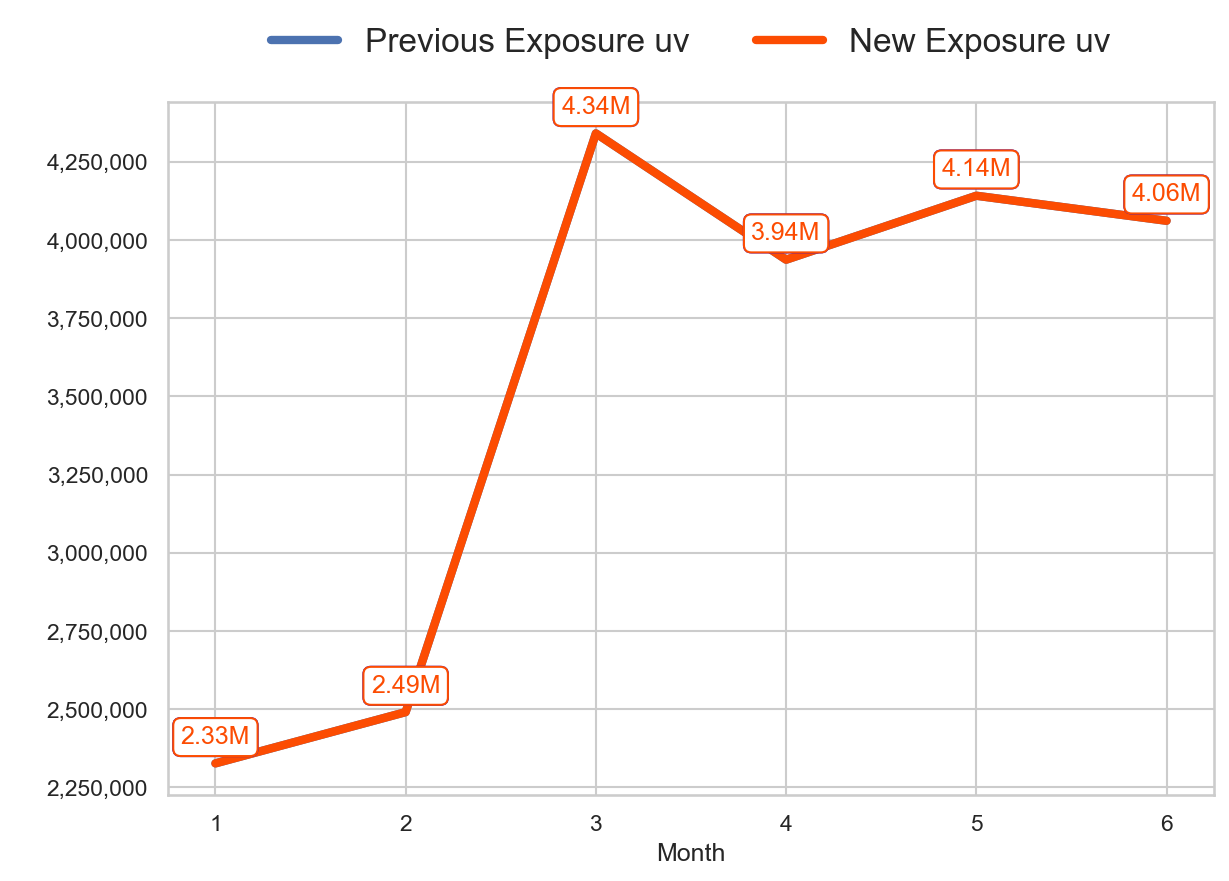 Previous Exposure uv New Exposure uv
4.34M
4,250,000
4.14M
4.06M
3.94M
4,000,000
3,750,000
3,500,000
3,250,000
3,000,000
2,750,000
2.49M
2,500,000
2.33M
2,250,000
1 2 3 4 5 6
Month